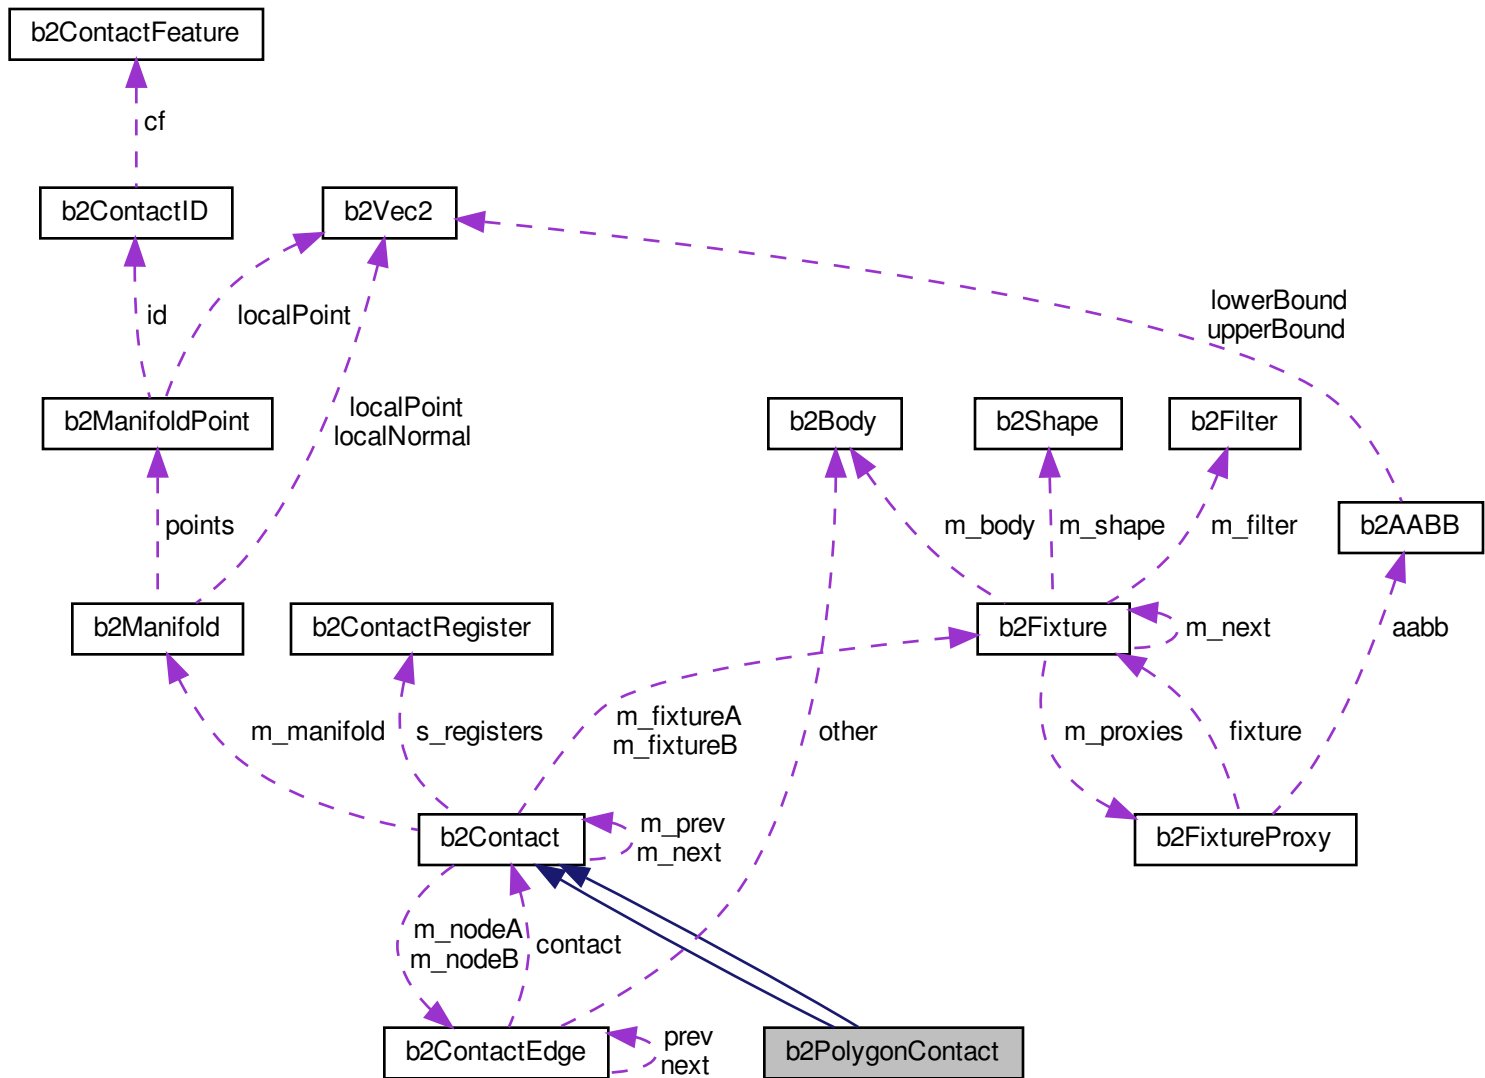 b2ContactFeature
cf
b2ContactID
b2Vec2
id
localPoint
lowerBound
upperBound
b2ManifoldPoint
localPoint
localNormal
b2Body
b2Shape
b2Filter
points
m_body
m_shape
m_filter
b2AABB
b2Manifold
b2ContactRegister
b2Fixture
m_next
aabb
m_manifold
s_registers
m_fixtureA
m_fixtureB
other
m_proxies
fixture
b2Contact
m_prev
m_next
b2FixtureProxy
m_nodeA
m_nodeB
contact
b2ContactEdge
prev
next
b2PolygonContact